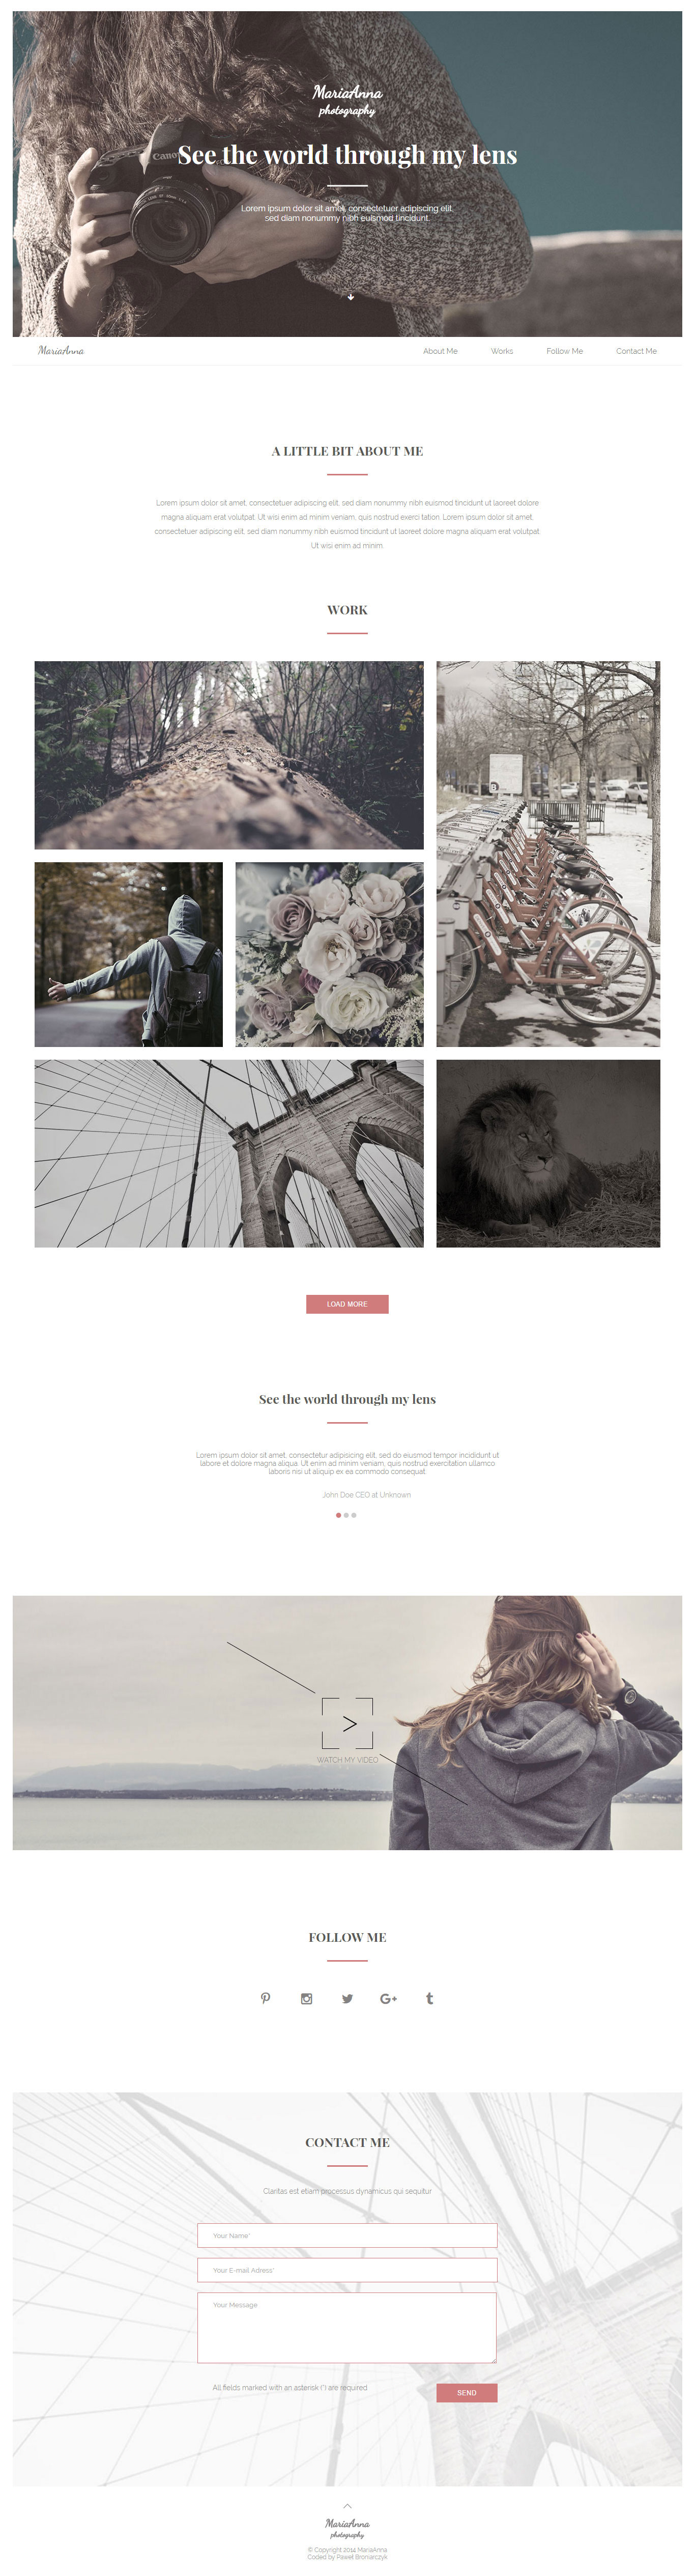 MariaAnna
photography
Canon
See the world through my lens
Lorem ipsum dolor sit amet, consectetuer adipiscing elit,
sed diam nonummy nibh euismod tincidunt.
MariaAnna
About Me
Works
Follow Me
Contact Me
A LITTLE BIT ABOUT ME
Lorem ipsum dolor sit amet, consectetuer adipiscing elit, sed diam nonummy nibh euismod tincidunt ut laoreet dolore
magna aliquam erat volutpat. Ut wisi enim ad minim veniam, quis nostrud exerci tation. Lorem ipsum dolor sit amet,
consectetuer adipiscing elit, sed diam nonummy nibh euismod tincidunt ut laoreet dolore magna aliquam erat volutpat.
Ut wisi enim ad minim.
WORK
LOAD MORE
See the world through my lens
Lorem ipsum dolor sit amet, consectetur adipisicing elit, sed do eiusmod tempor incididunt ut
labore et dolore magna aliqua. Ut enim ad minim veniam, quis nostrud exercitation ullamco
laboris nisi ut aliquip ex ea commodo consequat.
John Doe CEO at Unknown
WATCH MY VIDEO
FOLLOW ME
CONTACT ME
Claritas est etiam processus dynamicus qui sequitur
Your Name*
Your E-mail Adress*
Your Message
All fields marked with an asterisk (*) are required
SEND
MariaAnna
photography
© Copyright 2014 MariaAnna
Coded by Paweł Broniarczyk